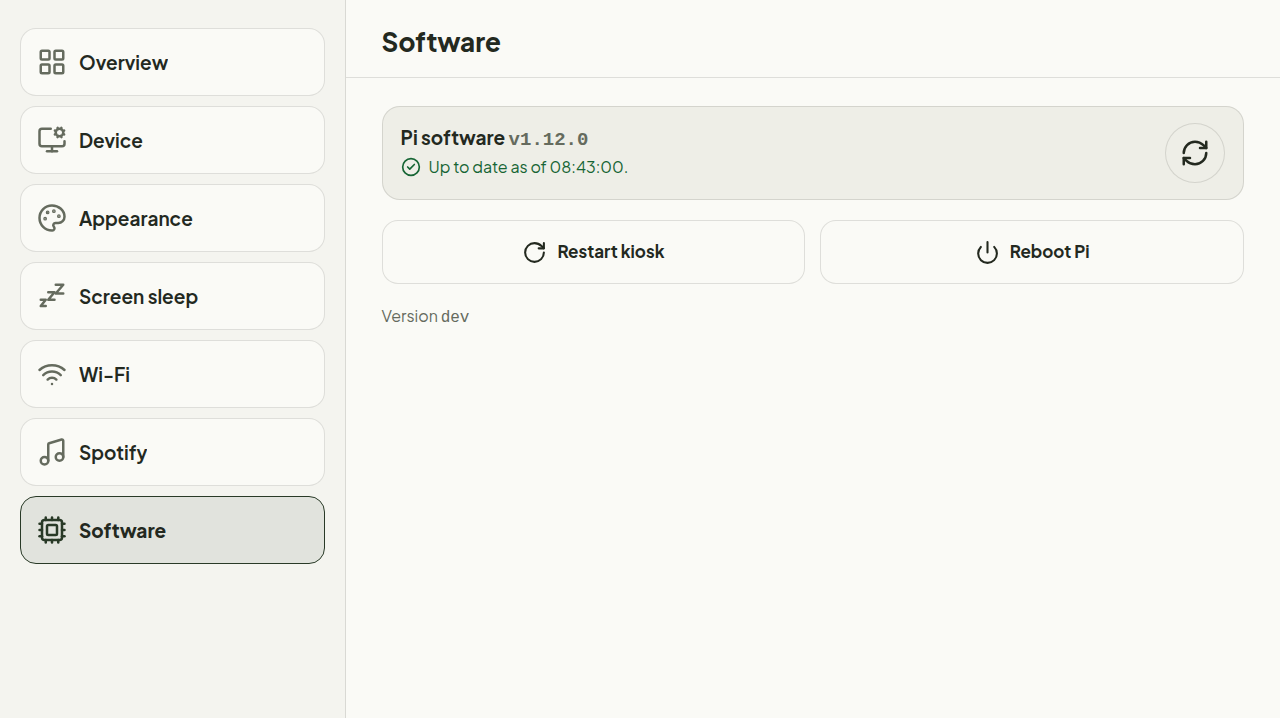 Overview
Device
Appearance
Screen sleep
Wi-Fi
Spotify
Software
Software
Pi software v1.12.0
Up to date as of 08:43:00.
Restart kiosk
Reboot Pi
Version dev